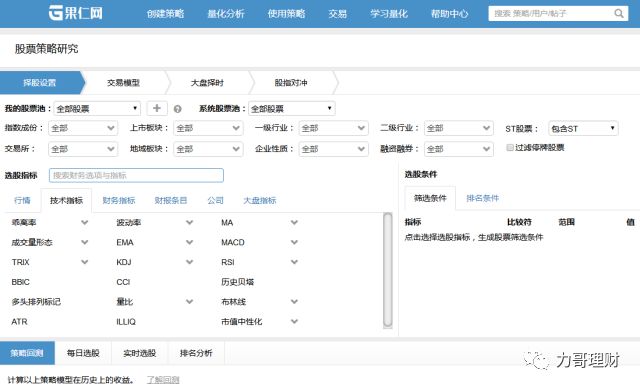 果仁网 创建策略 量化分析 使用策略 交易 学习量化 帮助中心 搜索 策略/用户/帖子
股票策略研究
择股设置 交易模型 大盘择时 股指对冲
我的股票池： 全部股票 + ? 系统股票池： 全部股票
指数成份： 全部 上市板块： 全部 一级行业： 全部 二级行业： 全部 ST股票： 包含ST
交易所： 全部 地域板块： 全部 企业性质： 全部 融资融券： 全部 过滤停牌股票
选股指标 搜索财务选项与指标 选股条件
行情 技术指标 财务指标 财报条目 公司 大盘指标 筛选条件 排名条件
乖离率 波动率 MA 指标 比较符 范围 值
成交量形态 EMA MACD 点击选择选股指标，生成股票筛选条件
TRIX KDJ RSI
BBIC CCI 历史贝塔
多头排列标记 量比 布林线
ATR ILLIQ 市值中性化
策略回测 每日选股 实时选股 排名分析
力哥理财
计算以上策略模型在历史上的收益。 了解回测